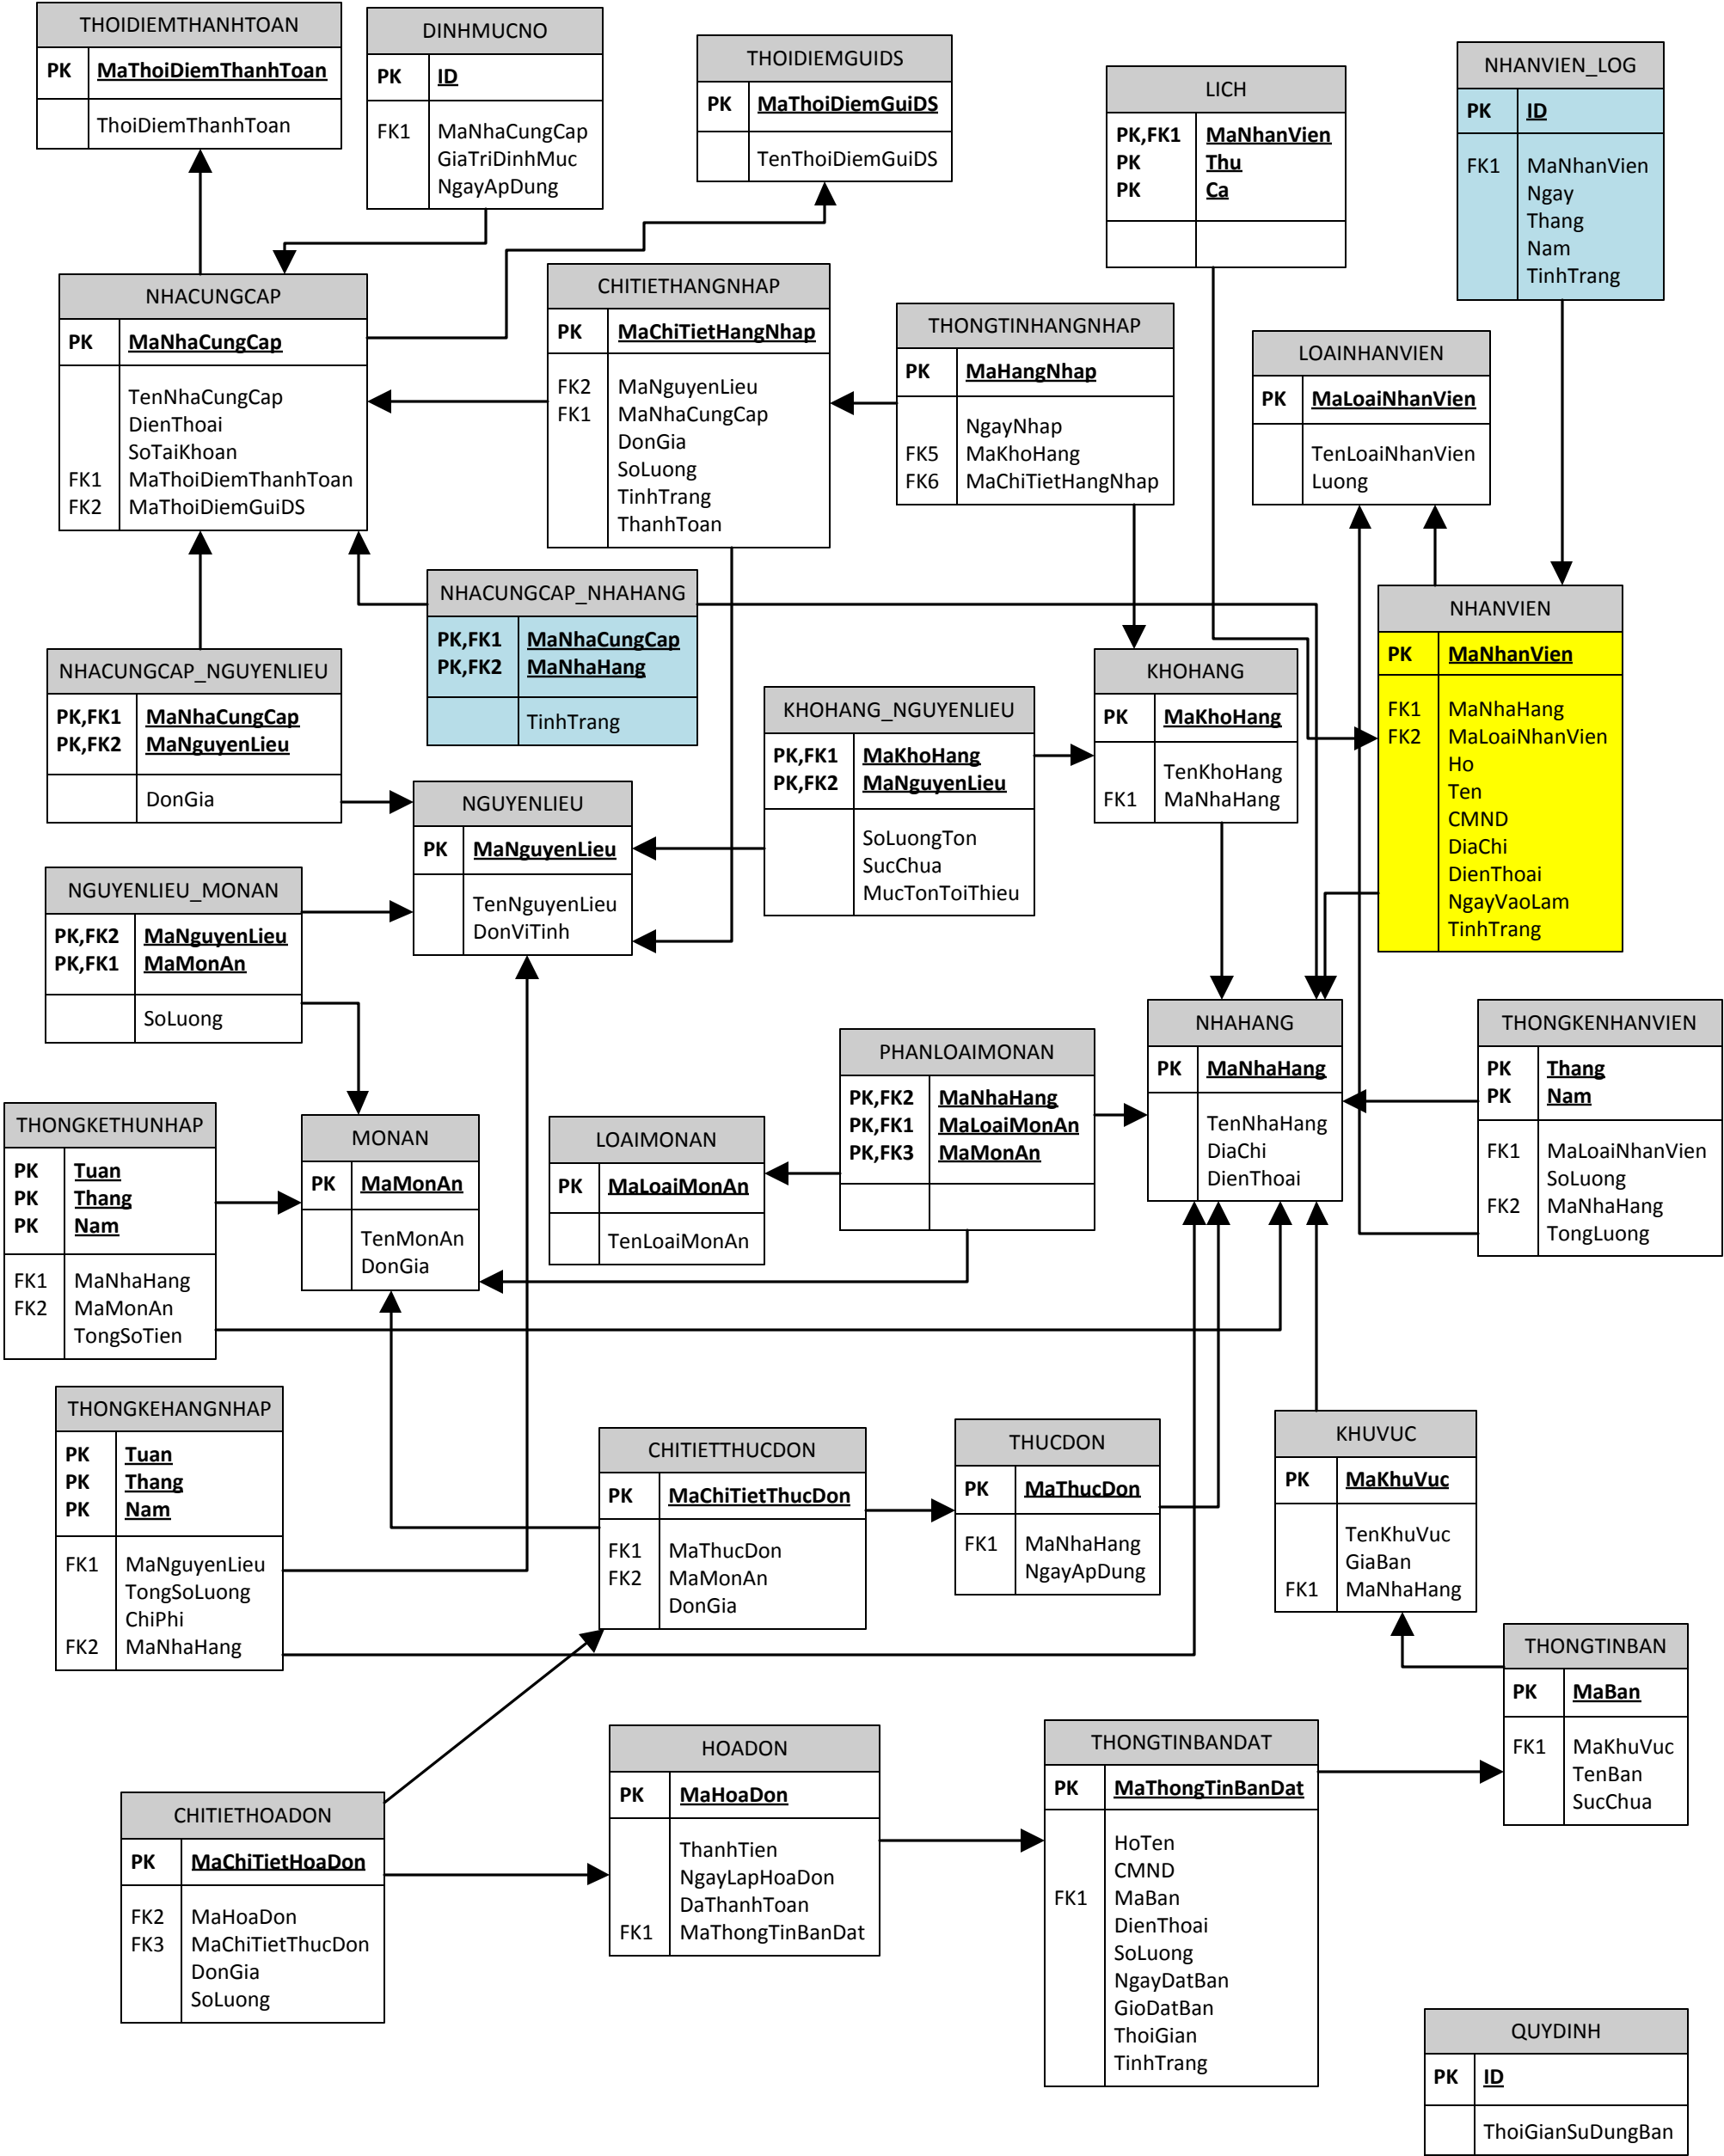 THOIDIEMTHANHTOAN
PK MaThoiDiemThanhToan
ThoiDiemThanhToan
DINHMUCNO
PK ID
FK1 MaNhaCungCap
GiaTriDinhMuc
NgayApDung
THOIDIEMGUIDS
PK MaThoiDiemGuiDS
TenThoiDiemGuiDS
LICH
PK,FK1 MaNhanVien
PK Thu
PK Ca
NHANVIEN_LOG
PK ID
FK1 MaNhanVien
Ngay
Thang
Nam
TinhTrang
NHACUNGCAP
PK MaNhaCungCap
TenNhaCungCap
DienThoai
SoTaiKhoan
FK1 MaThoiDiemThanhToan
FK2 MaThoiDiemGuiDS
CHITIETHANGNHAP
PK MaChiTietHangNhap
FK2 MaNguyenLieu
FK1 MaNhaCungCap
DonGia
SoLuong
TinhTrang
ThanhToan
THONGTINHANGNHAP
PK MaHangNhap
NgayNhap
FK5 MaKhoHang
FK6 MaChiTietHangNhap
LOAINHANVIEN
PK MaLoaiNhanVien
TenLoaiNhanVien
Luong
NHACUNGCAP_NHAHANG
PK,FK1 MaNhaCungCap
PK,FK2 MaNhaHang
TinhTrang
NHANVIEN
PK MaNhanVien
FK1 MaNhaHang
FK2 MaLoaiNhanVien
Ho
Ten
CMND
DiaChi
DienThoai
NgayVaoLam
TinhTrang
NHACUNGCAP_NGUYENLIEU
PK,FK1 MaNhaCungCap
PK,FK2 MaNguyenLieu
DonGia
KHOHANG
PK MaKhoHang
TenKhoHang
FK1 MaNhaHang
KHOHANG_NGUYENLIEU
PK,FK1 MaKhoHang
PK,FK2 MaNguyenLieu
SoLuongTon
SucChua
MucTonToiThieu
NGUYENLIEU
PK MaNguyenLieu
TenNguyenLieu
DonViTinh
NGUYENLIEU_MONAN
PK,FK2 MaNguyenLieu
PK,FK1 MaMonAn
SoLuong
NHAHANG
PK MaNhaHang
TenNhaHang
DiaChi
DienThoai
THONGKENHANVIEN
PK Thang
PK Nam
FK1 MaLoaiNhanVien
SoLuong
FK2 MaNhaHang
TongLuong
PHANLOAIMONAN
PK,FK2 MaNhaHang
PK,FK1 MaLoaiMonAn
PK,FK3 MaMonAn
THONGKETHUNHAP
PK Tuan
PK Thang
PK Nam
FK1 MaNhaHang
FK2 MaMonAn
TongSoTien
MONAN
PK MaMonAn
TenMonAn
DonGia
LOAIMONAN
PK MaLoaiMonAn
TenLoaiMonAn
THONGKEHANGNHAP
PK Tuan
PK Thang
PK Nam
FK1 MaNguyenLieu
TongSoLuong
ChiPhi
FK2 MaNhaHang
CHITIETTHUCDON
PK MaChiTietThucDon
FK1 MaThucDon
FK2 MaMonAn
DonGia
THUCDON
PK MaThucDon
FK1 MaNhaHang
NgayApDung
KHUVUC
PK MaKhuVuc
TenKhuVuc
GiaBan
FK1 MaNhaHang
THONGTINBAN
PK MaBan
FK1 MaKhuVuc
TenBan
SucChua
HOADON
PK MaHoaDon
ThanhTien
NgayLapHoaDon
DaThanhToan
FK1 MaThongTinBanDat
THONGTINBANDAT
PK MaThongTinBanDat
HoTen
CMND
FK1 MaBan
DienThoai
SoLuong
NgayDatBan
GioDatBan
ThoiGian
TinhTrang
CHITIETHOADON
PK MaChiTietHoaDon
FK2 MaHoaDon
FK3 MaChiTietThucDon
DonGia
SoLuong
QUYDINH
PK ID
ThoiGianSuDungBan